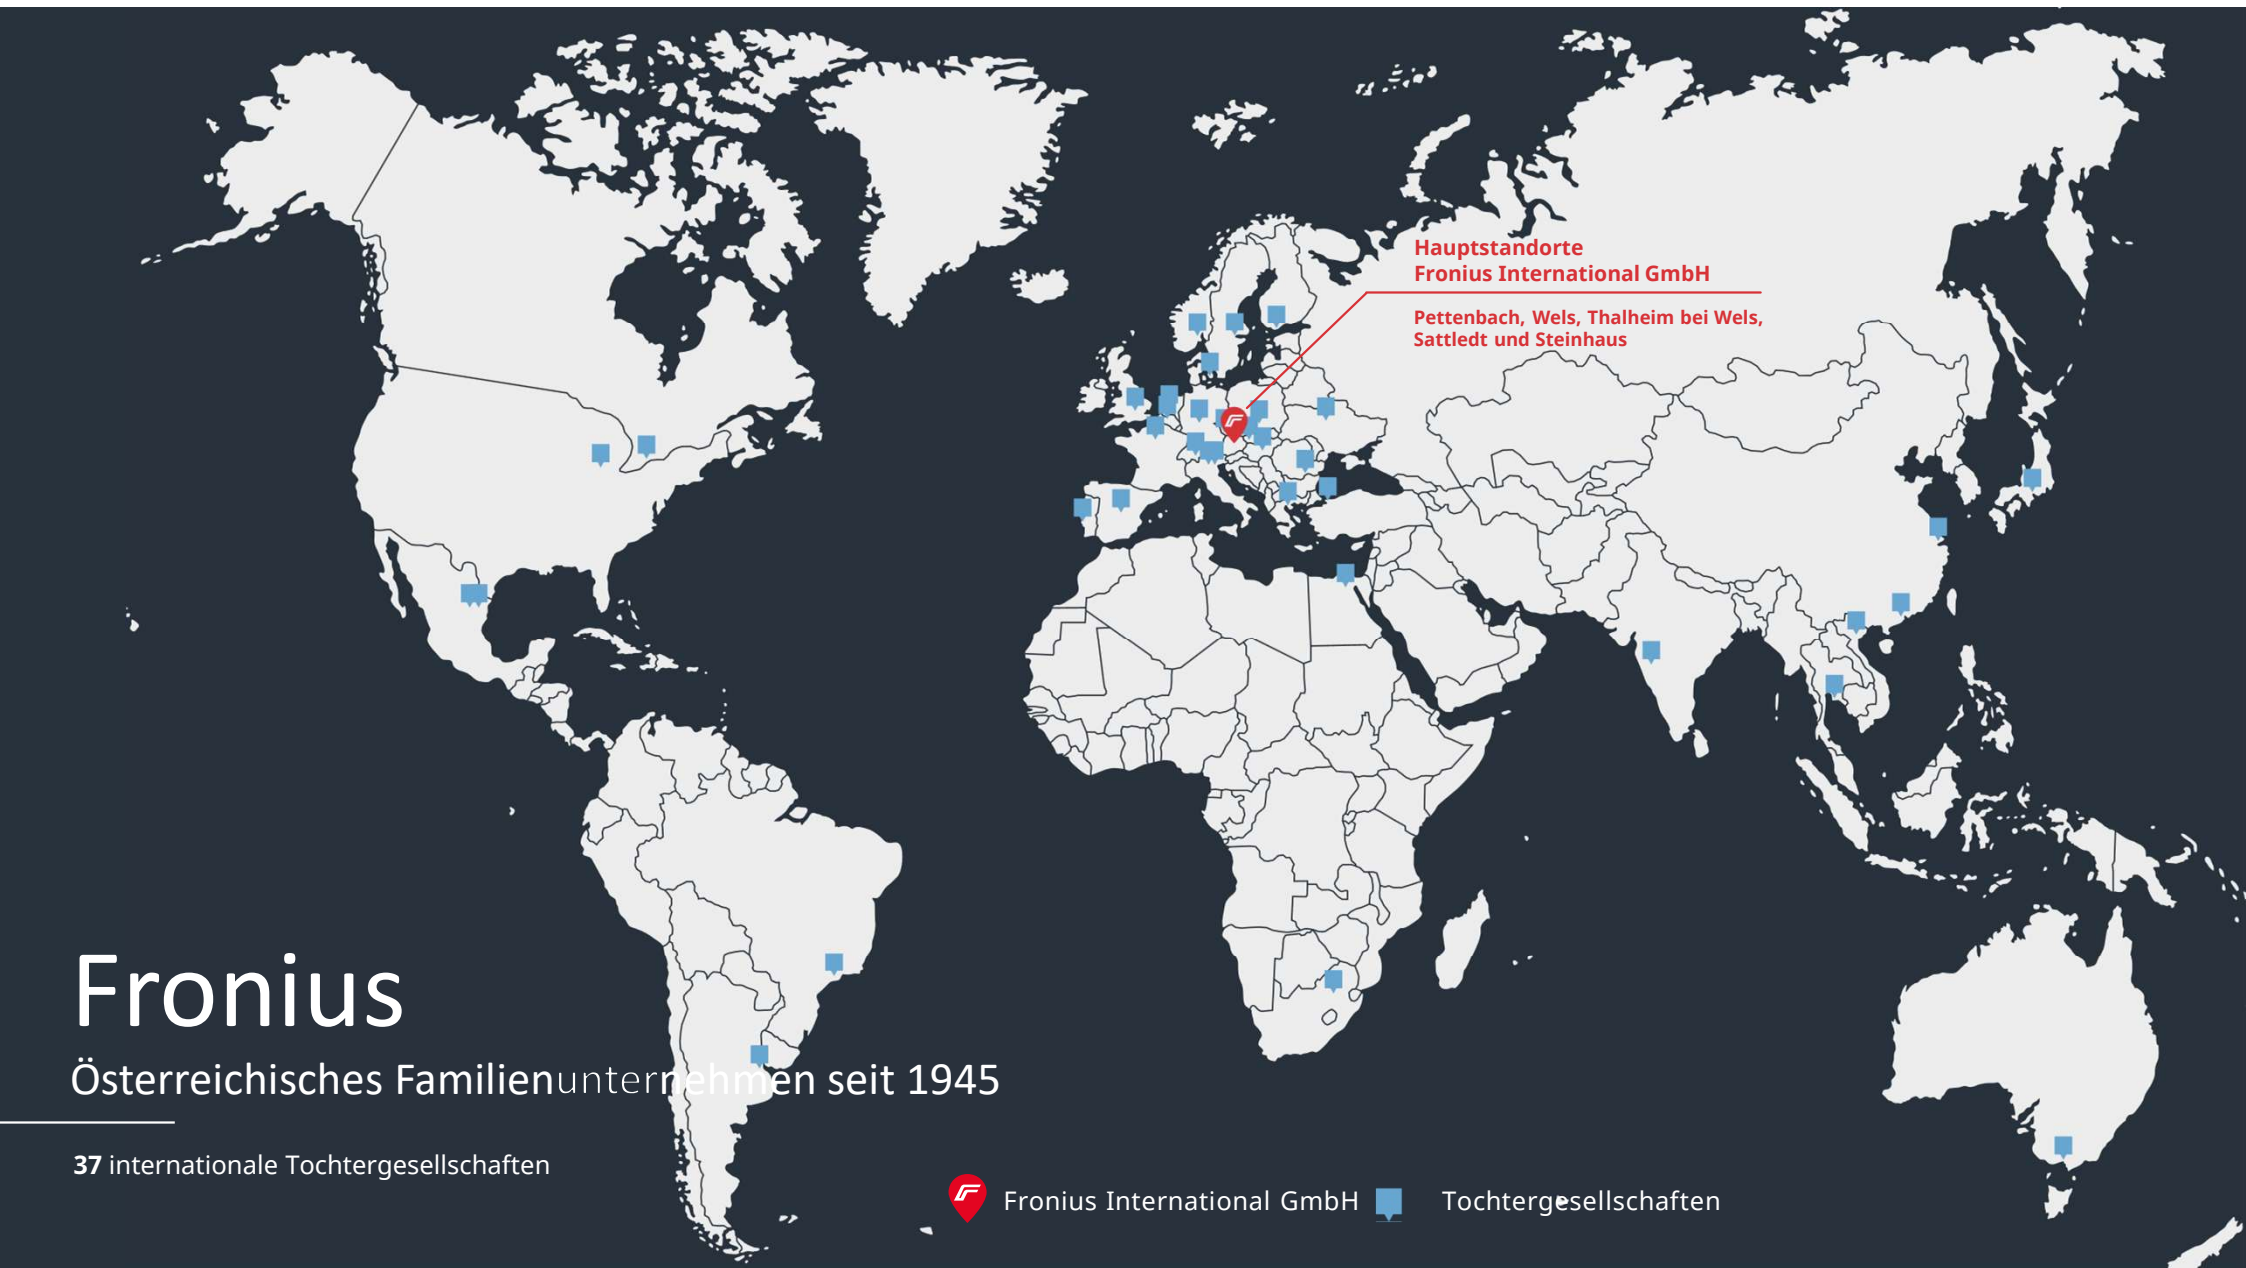 Hauptstandorte
Fronius International GmbH
Pettenbach, Wels, Thalheim bei Wels,
Sattledt und Steinhaus
Fronius
Österreichisches Familienunternehmen seit 1945
37 internationale Tochtergesellschaften
Fronius International GmbH
Tochtergesellschaften